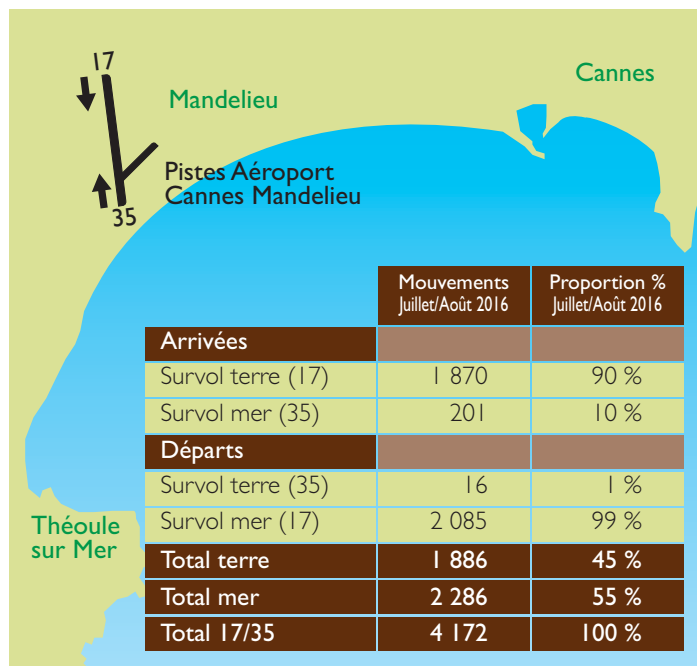 17
Mandelieu
Cannes
Pistes Aéroport
Cannes Mandelieu
35
Mouvements Proportion %
Juillet/Août 2016 Juillet/Août 2016
Arrivées
Survol terre (17) 1 870 90 %
Survol mer (35) 201 10 %
Départs
Survol terre (35) 16 1 %
Survol mer (17) 2 085 99 %
Théoule
sur Mer
Total terre 1 886 45 %
Total mer 2 286 55 %
Total 17/35 4 172 100 %